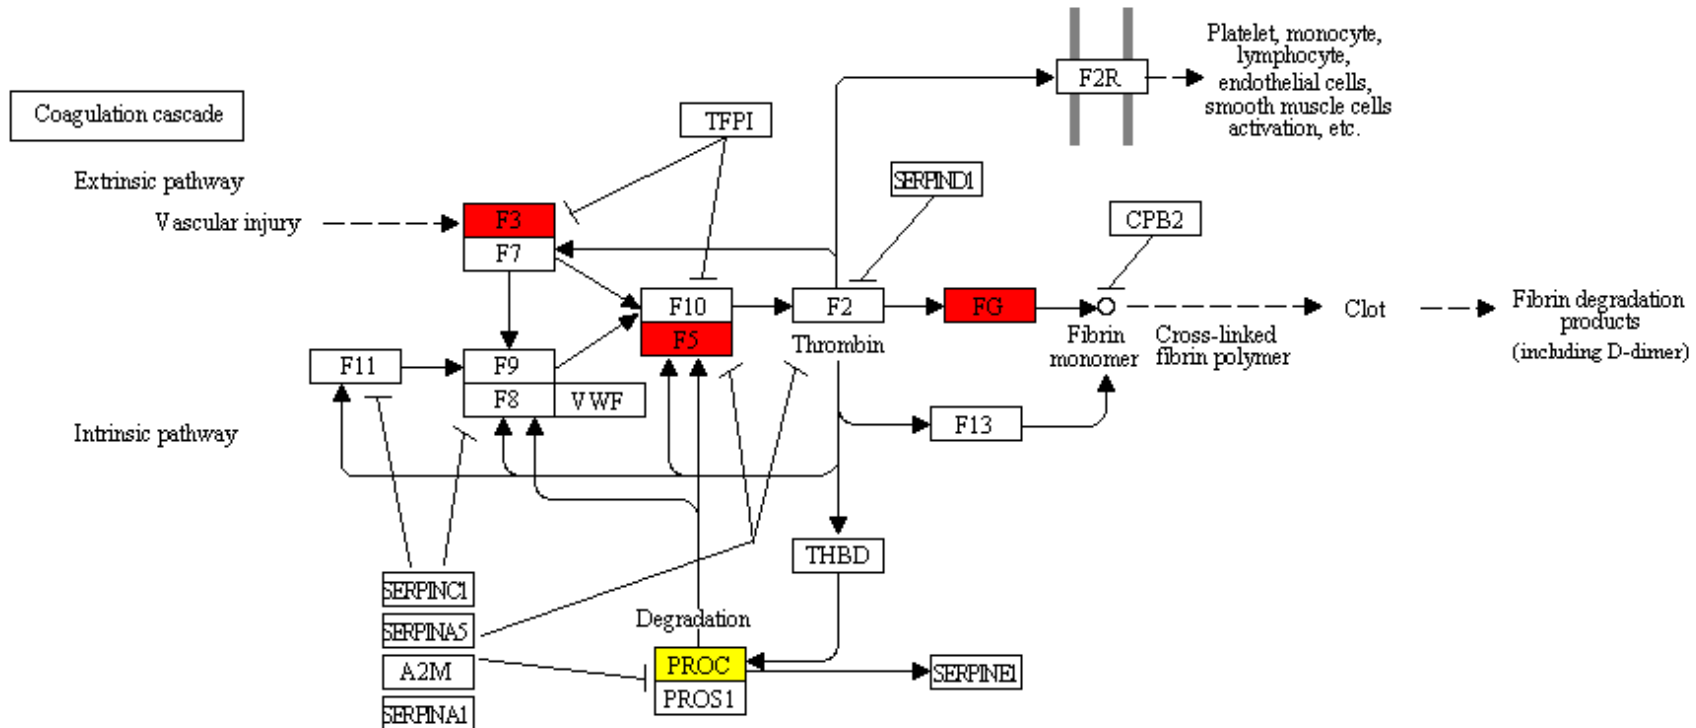 Platelet, monocyte,
lymphocyte,
endothelial cells,
smooth muscle cells
activation, etc.
F2R
Coagulation cascade
TFPI
Extrinsic pathway
SERPIND1
Vascular injury
F3
CPB2
F7
F10
F2
FG
Clot
Fibrin degradation
products
(including D-dimer)
F5
Thrombin
Fibrin
monomer
Cross-linked
fibrin polymer
F11
F9
F8
VWF
F13
Intrinsic pathway
THBD
SERPINC1
Degradation
SERPINA5
PROC
A2M
SERPINE1
PROS1
SERPINA1